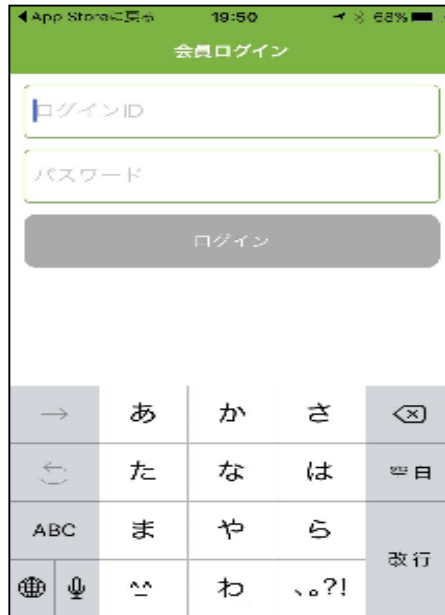 App Storeに戻る 19:50 68%
会員ログイン
ログインID
パスワード
ログイン
→ あ か さ
た な は 空白
ABC ま や ら
^^ わ 、。?! 改行